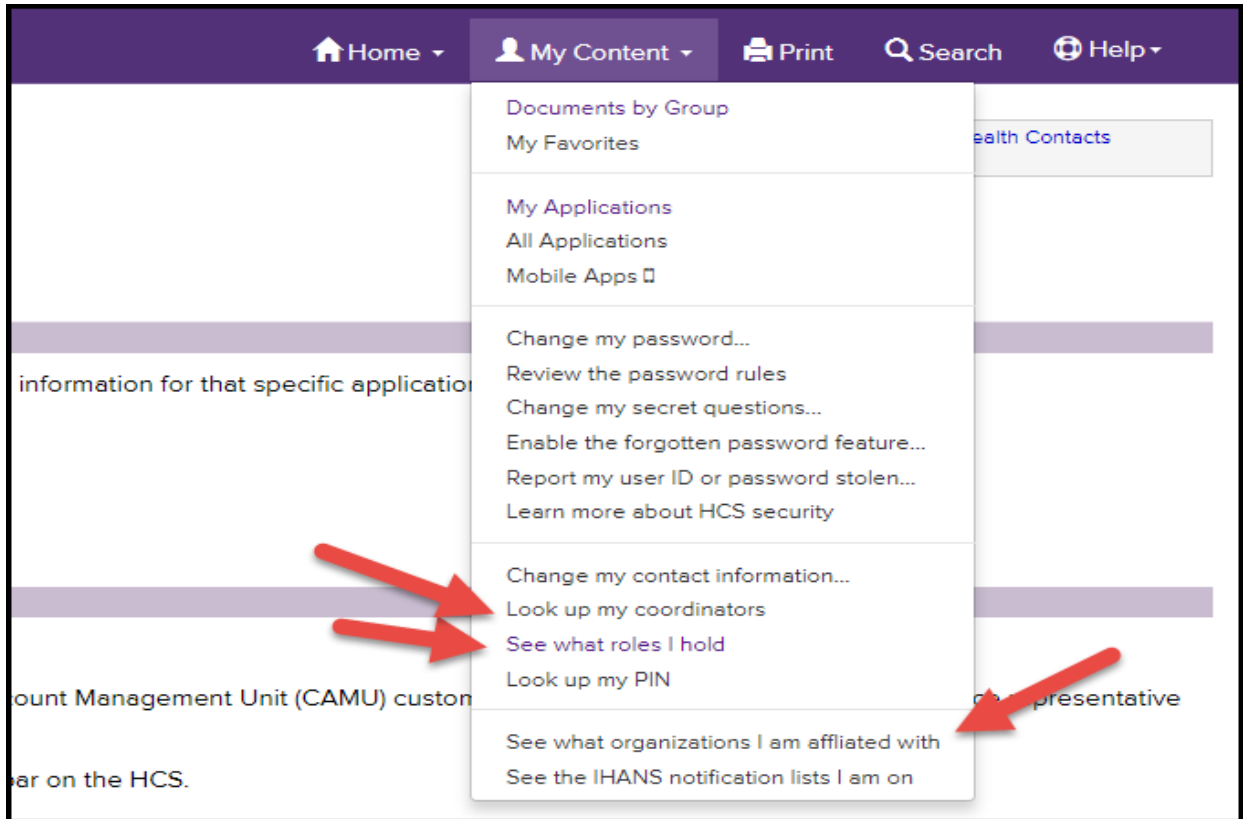 Home My Content Print Search Help
Documents by Group
My Favorites
ealth Contacts
My Applications
All Applications
Mobile Apps
Change my password...
information for that specific
Review the password rules
Change my secret questions...
Enable the forgotten password feature...
Report my user ID or password stolen...
Learn more about HCS security
Change my contact information...
Look up my coordinators
See what roles I hold
Look up my PIN
ount Management Unit (CAMU)
See what organizations I am affliated with
See the IHANS notification lists I am on
on the HCS.